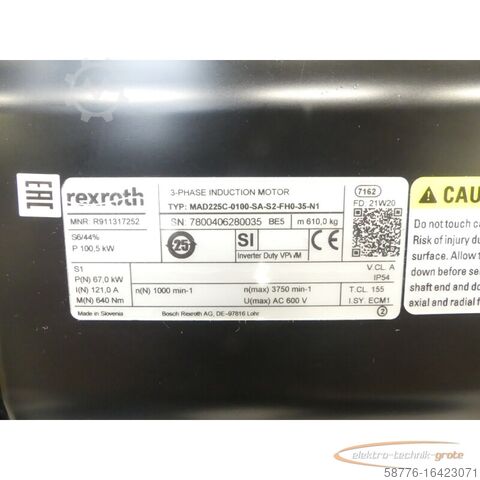 EAC
rexroth
3-PHASE INDUCTION MOTOR
TYP: MAD225C-0100-SA-S2-FH0-35-N1
7162
FD: 21W20
MNR: R911317252
SN: 7800406280035 BE5 m 610,0 kg
S6/44%
P 100,5 kW
25
SI
Inverter Duty VPWM
S1
V.CL. A
IP54
P(N) 67,0 kW
I(N) 121,0 A
n(N) 1000 min-1
n(max) 3750 min-1
T.CL. 155
M(N) 640 Nm
U(max) AC 600 V
I.SY. ECM1
Made in Slovenia
Bosch Rexroth AG, DE-97816 Lohr
2
CAU
Do not touch ca
Risk of injury du
surface. Allow
down before se
shaft end and do
axial and radial f
elektro-technik-grote
58776-16423071